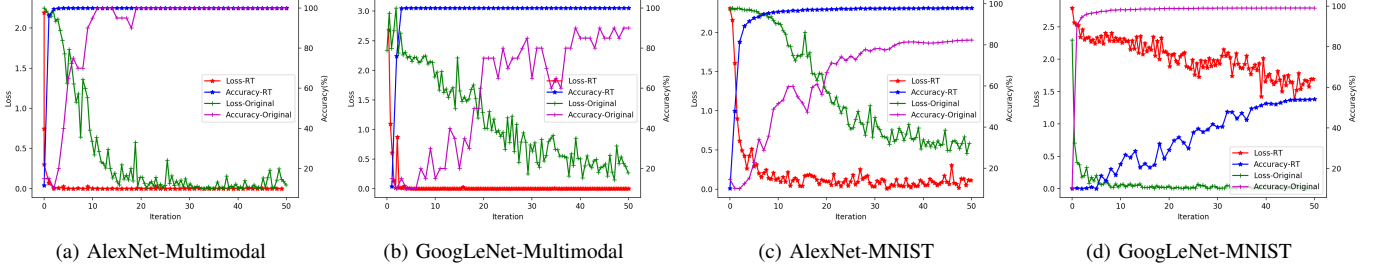 Loss
2.0
1.5
1.0
0.5
0.0
100
80
60
40
20
Accuracy(%)
0
10
20
30
40
50
Iteration
Loss-RT
Accuracy-RT
Loss-Original
Accuracy-Original
(a) AlexNet-Multimodal
Loss
3.0
2.5
2.0
1.5
1.0
0.5
0.0
100
80
60
40
20
Accuracy(%)
0
10
20
30
40
50
Iteration
Loss-RT
Accuracy-RT
Loss-Original
Accuracy-Original
(b) GoogLeNet-Multimodal
Loss
2.0
1.5
1.0
0.5
0.0
100
80
60
40
20
Accuracy(%)
0
10
20
30
40
50
Iteration
Loss-RT
Accuracy-RT
Loss-Original
Accuracy-Original
(c) AlexNet-MNIST
Loss
2.5
2.0
1.5
1.0
0.5
0.0
100
80
60
40
20
Accuracy(%)
0
10
20
30
40
50
Iteration
Loss-RT
Accuracy-RT
Loss-Original
Accuracy-Original
(d) GoogLeNet-MNIST